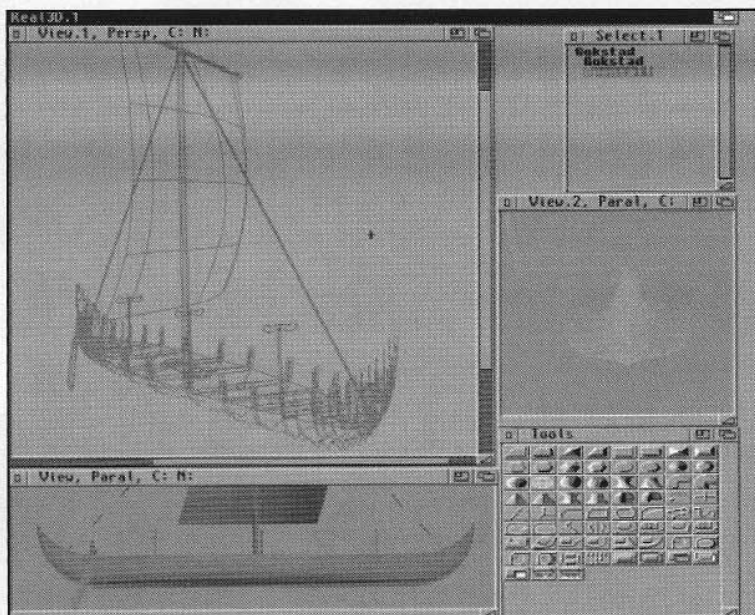 Real3D.1
View.1, Persp, C: N:
Select.1
Gokstad
Gokstad
View.2, Paral, C:
Tools
View, Paral, C: N: